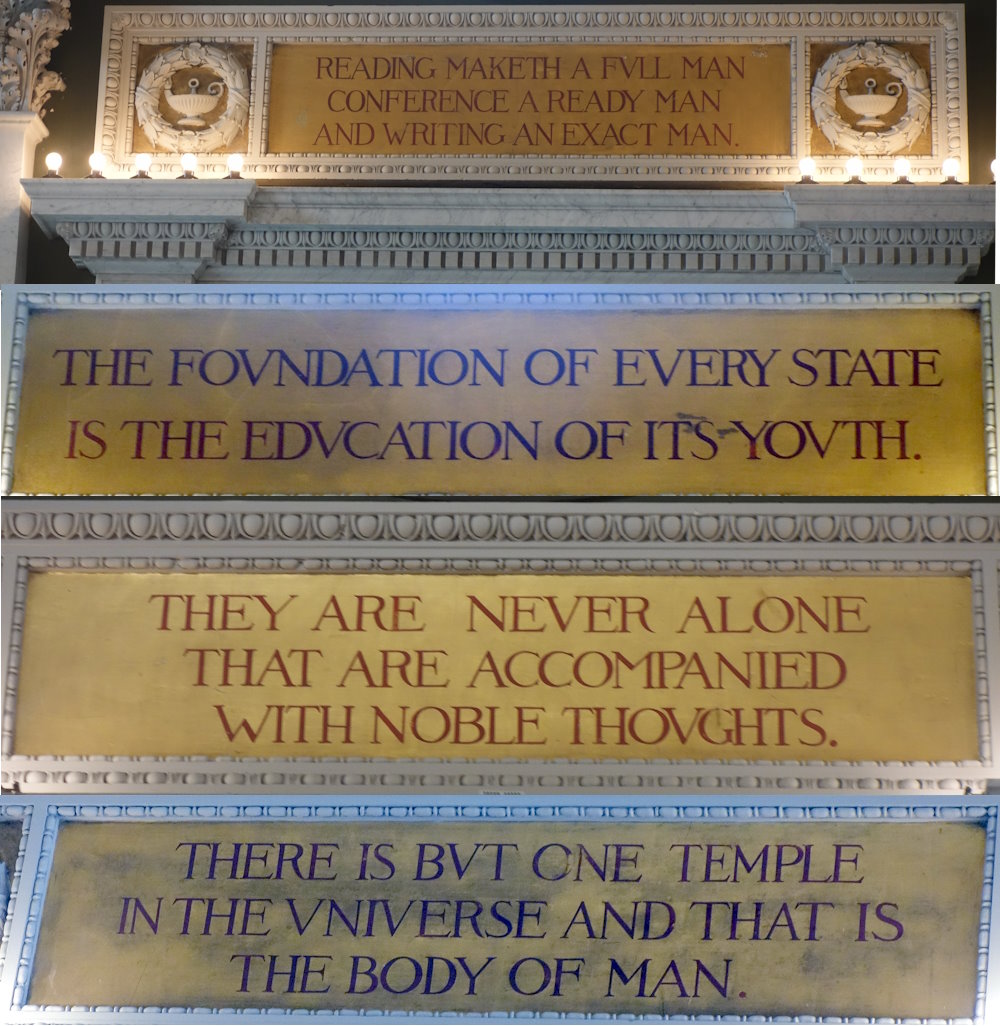 READING MAKETH A FVLL MAN
CONFERENCE A READY MAN
AND WRITING AN EXACT MAN.
THE FOVNDATION OF EVERY STATE
IS THE EDVCATION OF ITS YOVTH.
THEY ARE NEVER ALONE
THAT ARE ACCOMPANIED
WITH NOBLE THOVGHTS.
THERE IS BVT ONE TEMPLE
IN THE VNIVERSE AND THAT IS
THE BODY OF MAN.